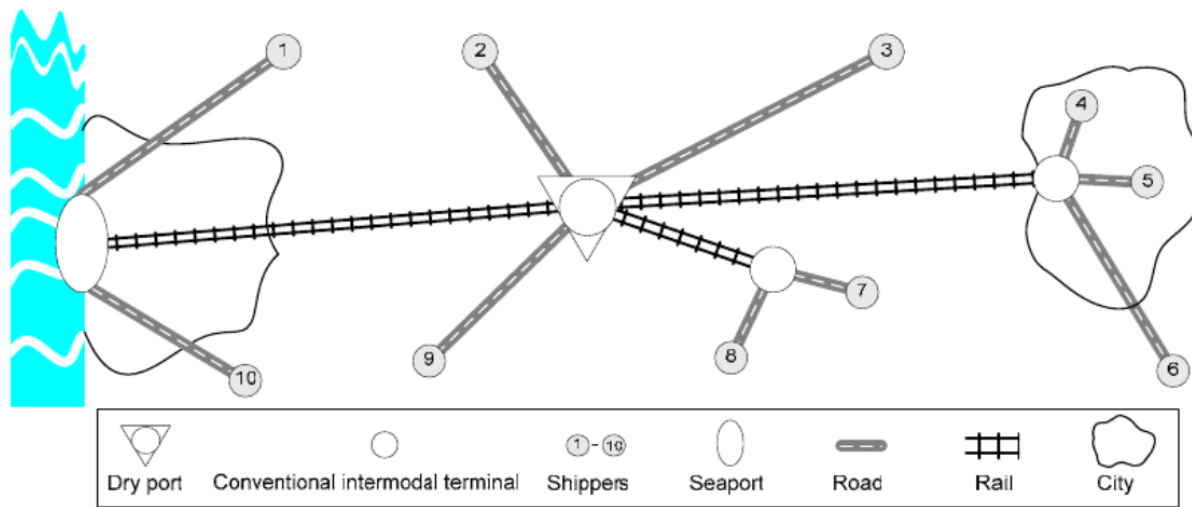 1
2
3
4
5
6
7
8
9
10
1 - 10
Dry port
Conventional intermodal terminal
Shippers
Seaport
Road
Rail
City